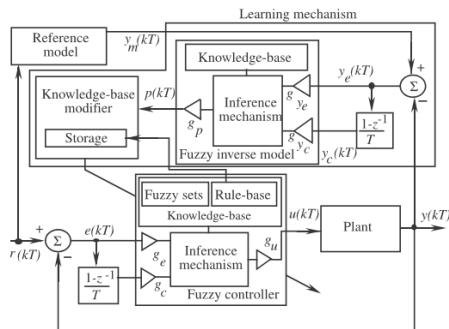 Learning mechanism
Reference model
y_m(kT)
Knowledge-base
y_e(kT)
+
Σ
−
Knowledge-base modifier
p(kT)
Inference mechanism
g_ye
g_p
g_yc
1-z^-1
T
Storage
Fuzzy inverse model
y_c(kT)
Fuzzy sets
Rule-base
Knowledge-base
u(kT)
Plant
y(kT)
+
Σ
e(kT)
r(kT)
−
g_e
Inference mechanism
g_u
1-z^-1
T
g_c
Fuzzy controller